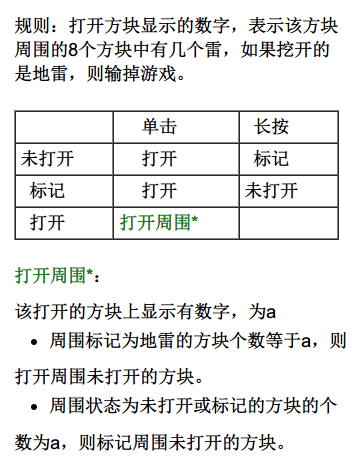 规则：打开方块显示的数字，表示该方块
周围的8个方块中有几个雷，如果挖开的
是地雷，则输掉游戏。
单击 长按
未打开 打开 标记
标记 打开 未打开
打开 打开周围*
打开周围*：
该打开的方块上显示有数字，为a
• 周围标记为地雷的方块个数等于a，则
打开周围未打开的方块。
• 周围状态为未打开或标记的方块的个
数为a，则标记周围未打开的方块。